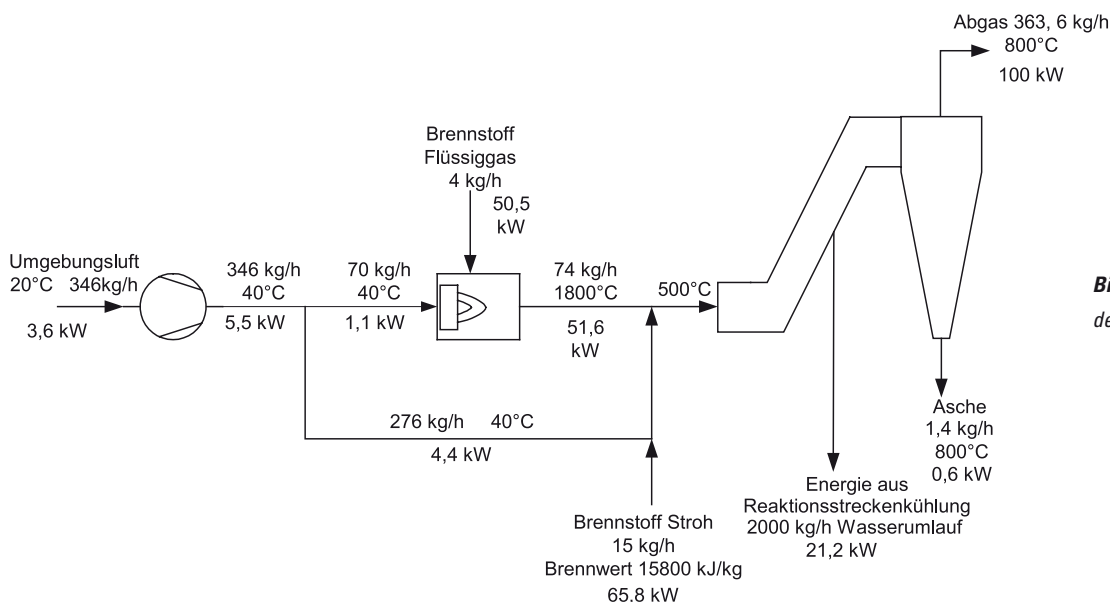 Abgas 363, 6 kg/h
800°C
100 kW
Brennstoff
Flüssiggas
4 kg/h
50,5
kW
Umgebungsluft
20°C 346kg/h
3,6 kW
346 kg/h
40°C
5,5 kW
70 kg/h
40°C
1,1 kW
74 kg/h
1800°C
51,6
kW
500°C
276 kg/h 40°C
4,4 kW
Brennstoff Stroh
15 kg/h
Brennwert 15800 kJ/kg
65.8 kW
Energie aus
Reaktionsstreckenkühlung
2000 kg/h Wasserumlauf
21,2 kW
Asche
1,4 kg/h
800°C
0,6 kW